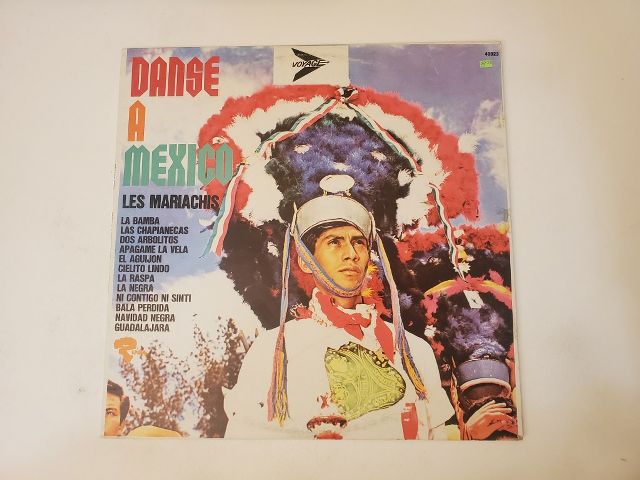 VOYAGE
43923
DANSE
A
MEXICO
LES MARIACHIS
LA BAMBA
LAS CHAPIANECAS
DOS ARBOLITOS
APAGAME LA VELA
EL AGUIJON
CIELITO LINDO
LA RASPA
LA NEGRA
NI CONTIGO NI SINTI
BALA PERDIDA
NAVIDAD NEGRA
GUADALAJARA